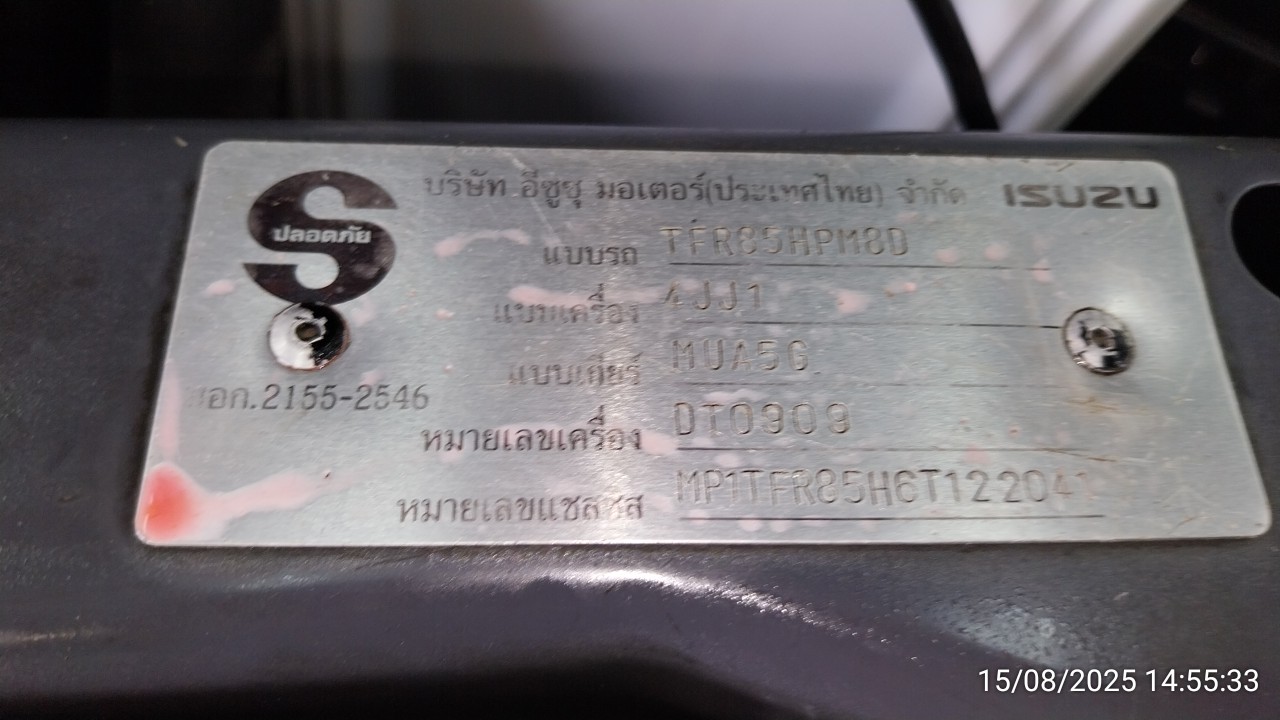 บริษัท อีซูซุ มอเตอร์(ประเทศไทย) จำกัด ISUZU
ปลอดภัย
แบบรถ TFR85HPM8D
แบบเครื่อง 4JJ1
แบบเกียร์ MUA5G
มอก.2155-2546
หมายเลขเครื่อง DT0909
หมายเลขแชสซีส MP1TFR85H6T122041
15/08/2025 14:55:33